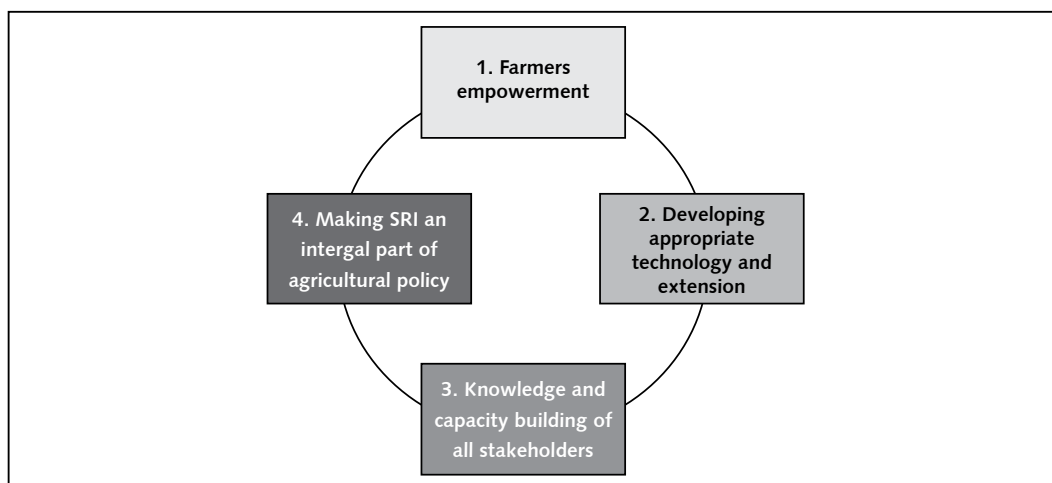 1. Farmers
empowerment
2. Developing
appropriate
technology and
extension
3. Knowledge and
capacity building of
all stakeholders
4. Making SRI an
intergal part of
agricultural policy